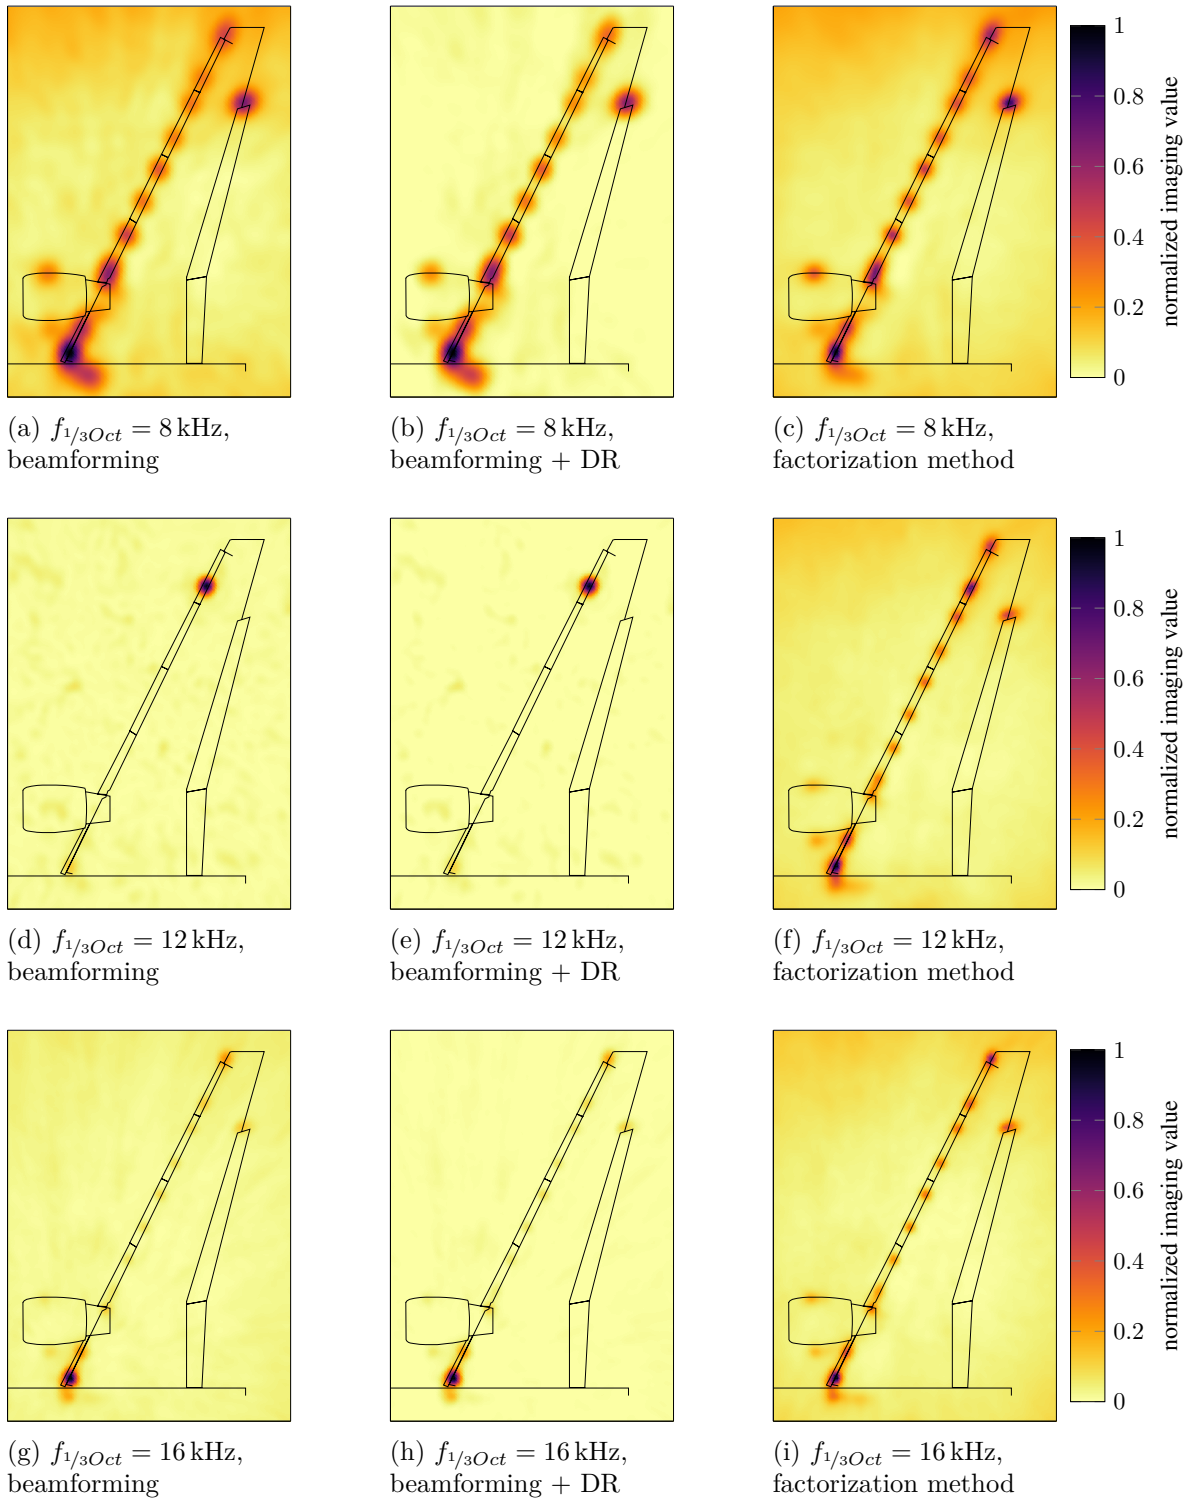 1
0.8
0.6
0.4
0.2
0
normalized imaging value
(a) f1/3Oct = 8 kHz,
beamforming
(b) f1/3Oct = 8 kHz,
beamforming + DR
(c) f1/3Oct = 8 kHz,
factorization method
1
0.8
0.6
0.4
0.2
0
normalized imaging value
(d) f1/3Oct = 12 kHz,
beamforming
(e) f1/3Oct = 12 kHz,
beamforming + DR
(f) f1/3Oct = 12 kHz,
factorization method
1
0.8
0.6
0.4
0.2
0
normalized imaging value
(g) f1/3Oct = 16 kHz,
beamforming
(h) f1/3Oct = 16 kHz,
beamforming + DR
(i) f1/3Oct = 16 kHz,
factorization method